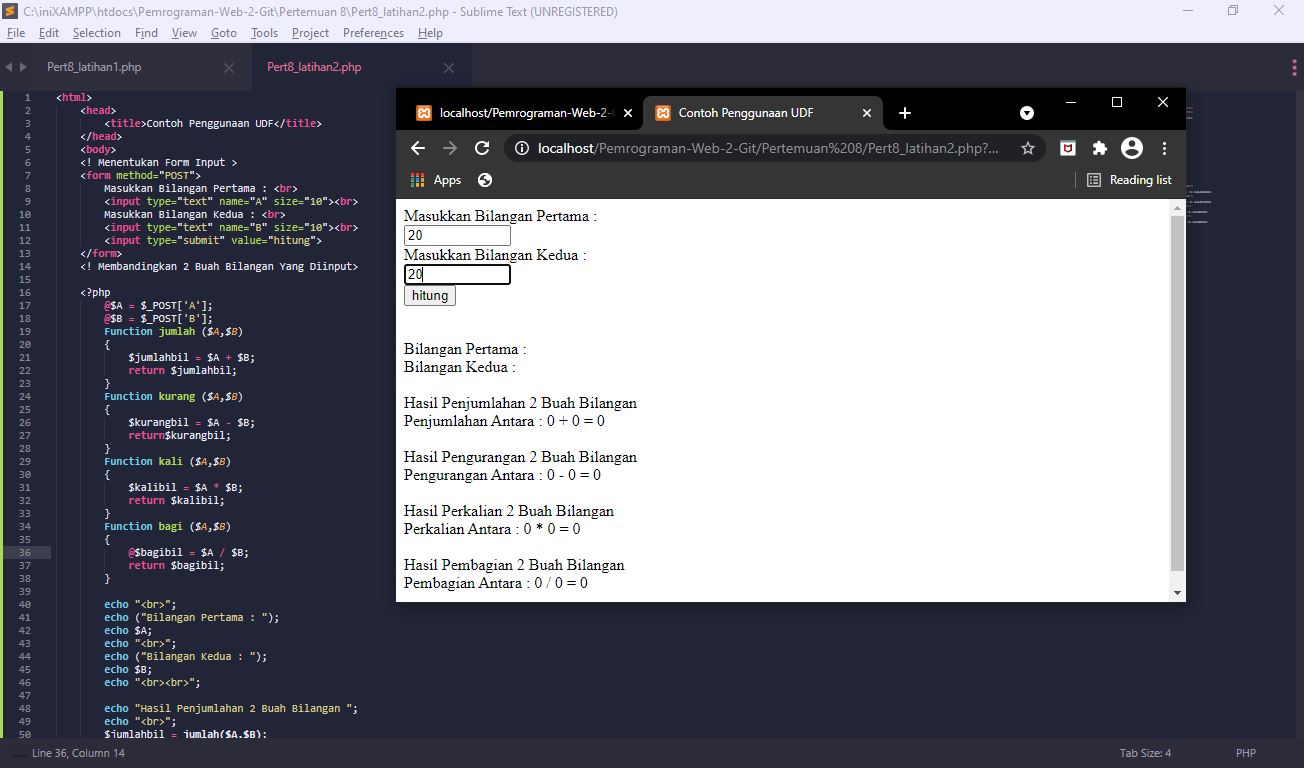 C:\iniXAMPP\htdocs\Pemrograman-Web-2-Git\Pertemuan 8\Pert8_latihan2.php - Sublime Text (UNREGISTERED)
File Edit Selection Find View Goto Tools Project Preferences Help
Pert8_latihan1.php
Pert8_latihan2.php
1 <html>
2 <head>
3 <title>Contoh Penggunaan UDF</title>
4 </head>
5 <body>
6 <! Menentukan Form Input >
7 <form method="POST">
8 Masukkan Bilangan Pertama : <br>
9 <input type="text" name="A" size="10"><br>
10 Masukkan Bilangan Kedua : <br>
11 <input type="text" name="B" size="10"><br>
12 <input type="submit" value="hitung">
13 </form>
14 <! Membandingkan 2 Buah Bilangan Yang Diinput>
15
16 <?php
17 @$A = $_POST['A'];
18 @$B = $_POST['B'];
19 Function jumlah ($A,$B)
20 {
21 $jumlahbil = $A + $B;
22 return $jumlahbil;
23 }
24 Function kurang ($A,$B)
25 {
26 $kurangbil = $A - $B;
27 return$kurangbil;
28 }
29 Function kali ($A,$B)
30 {
31 $kalibil = $A * $B;
32 return $kalibil;
33 }
34 Function bagi ($A,$B)
35 {
36 @$bagibil = $A / $B;
37 return $bagibil;
38 }
39
40 echo "<br>";
41 echo ("Bilangan Pertama : ");
42 echo $A;
43 echo "<br>";
44 echo ("Bilangan Kedua : ");
45 echo $B;
46 echo "<br><br>";
47
48 echo "Hasil Penjumlahan 2 Buah Bilangan ";
49 echo "<br>";
50 $jumlahbil = jumlah($A,$B);
Line 36, Column 14
Tab Size: 4
PHP
localhost/Pemrograman-Web-2-
Contoh Penggunaan UDF
localhost/Pemrograman-Web-2-Git/Pertemuan%208/Pert8_latihan2.php?...
Apps
Reading list
Masukkan Bilangan Pertama :
20
Masukkan Bilangan Kedua :
20
hitung
Bilangan Pertama :
Bilangan Kedua :
Hasil Penjumlahan 2 Buah Bilangan
Penjumlahan Antara : 0 + 0 = 0
Hasil Pengurangan 2 Buah Bilangan
Pengurangan Antara : 0 - 0 = 0
Hasil Perkalian 2 Buah Bilangan
Perkalian Antara : 0 * 0 = 0
Hasil Pembagian 2 Buah Bilangan
Pembagian Antara : 0 / 0 = 0